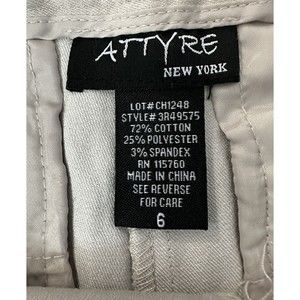 ATTYRE
NEW YORK
LOT# CH1248
STYLE# 3R49575
72% COTTON
25% POLYESTER
3% SPANDEX
RN 115760
MADE IN CHINA
SEE REVERSE
FOR CARE
6